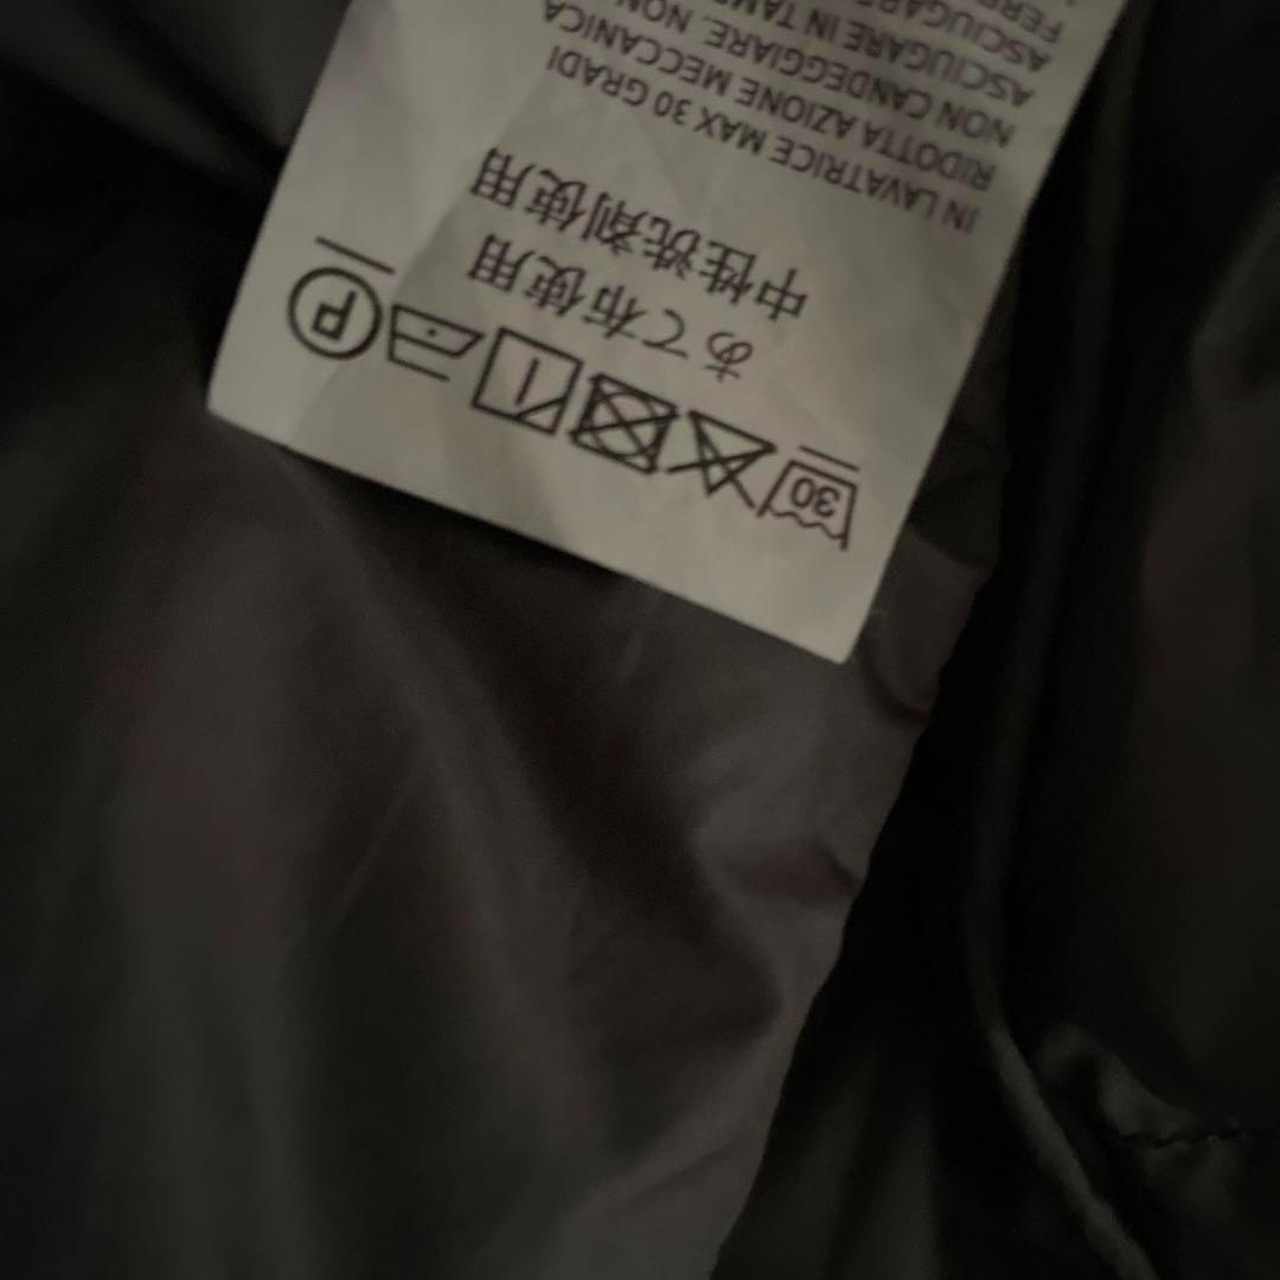 30 P
あて布使用
中性洗剤使用
IN LAVATRICE MAX 30 GRADI
RIDOTTA AZIONE MECCANICA
NON CANDEGGIARE. NON
ASCIUGARE IN